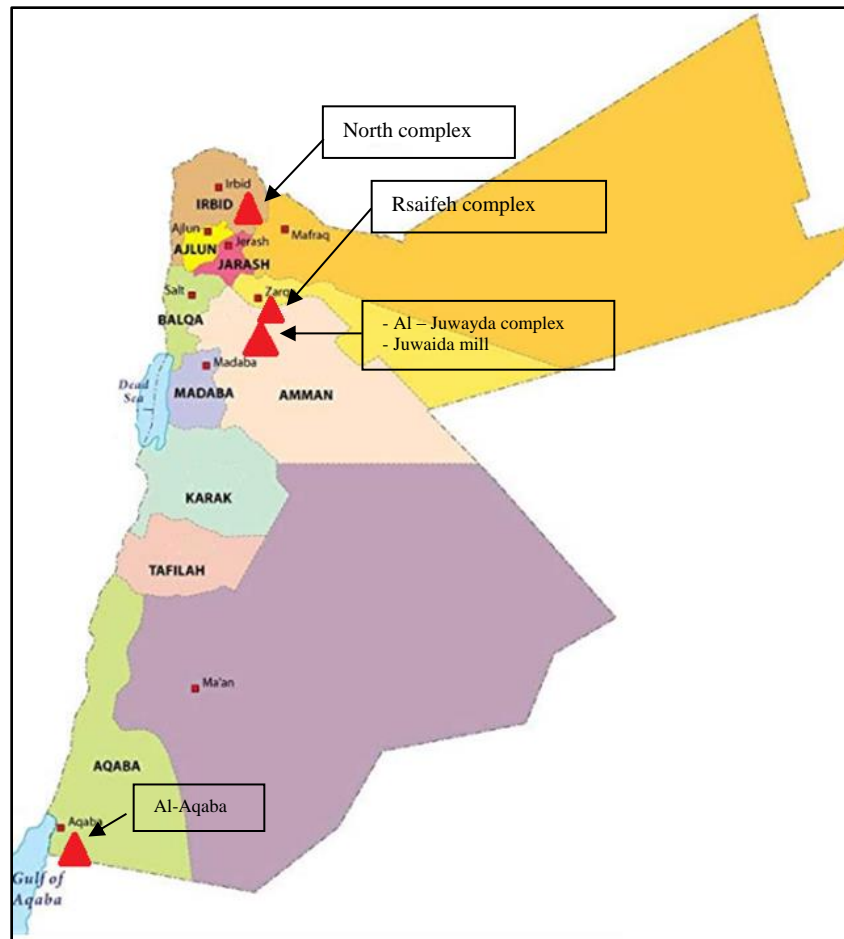 North complex
Irbid
IRBID
Rsaifeh complex
Ajlun
Mafraq
AJLUN
Jerash
JARASH
Salt
Zarq
BALQA
- Al – Juwayda complex
- Juwaida mill
Madaba
Dead
Sea
MADABA
AMMAN
KARAK
TAFILAH
Ma'an
AQABA
Al-Aqaba
Aqaba
Gulf of
Aqaba